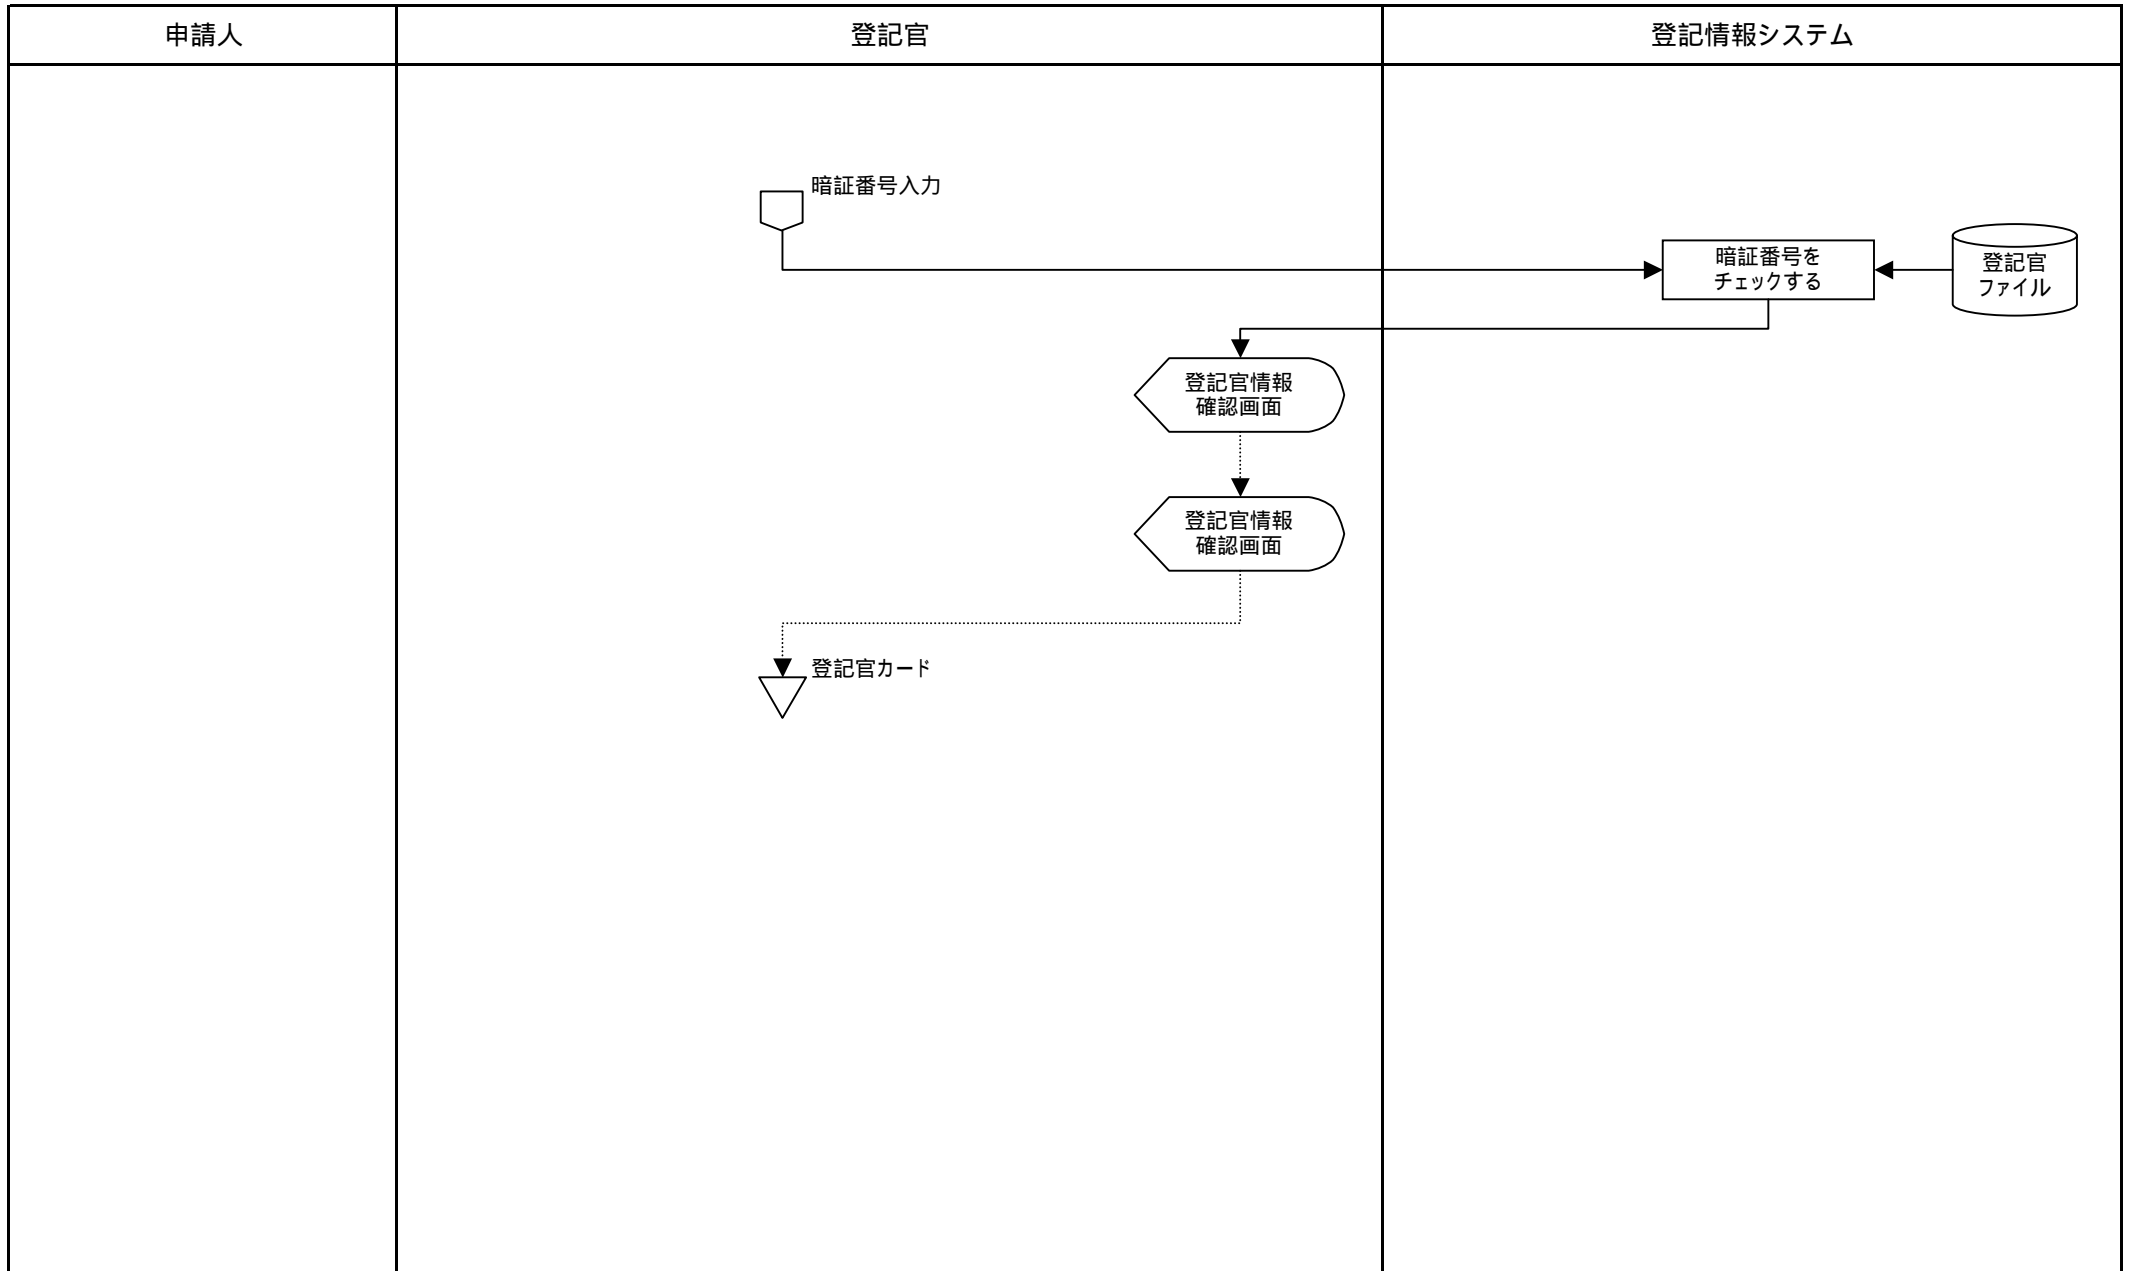 申請人
登記官
登記情報システム
暗証番号入力
暗証番号を
チェックする
登記官
ファイル
登記官情報
確認画面
登記官情報
確認画面
登記官カード